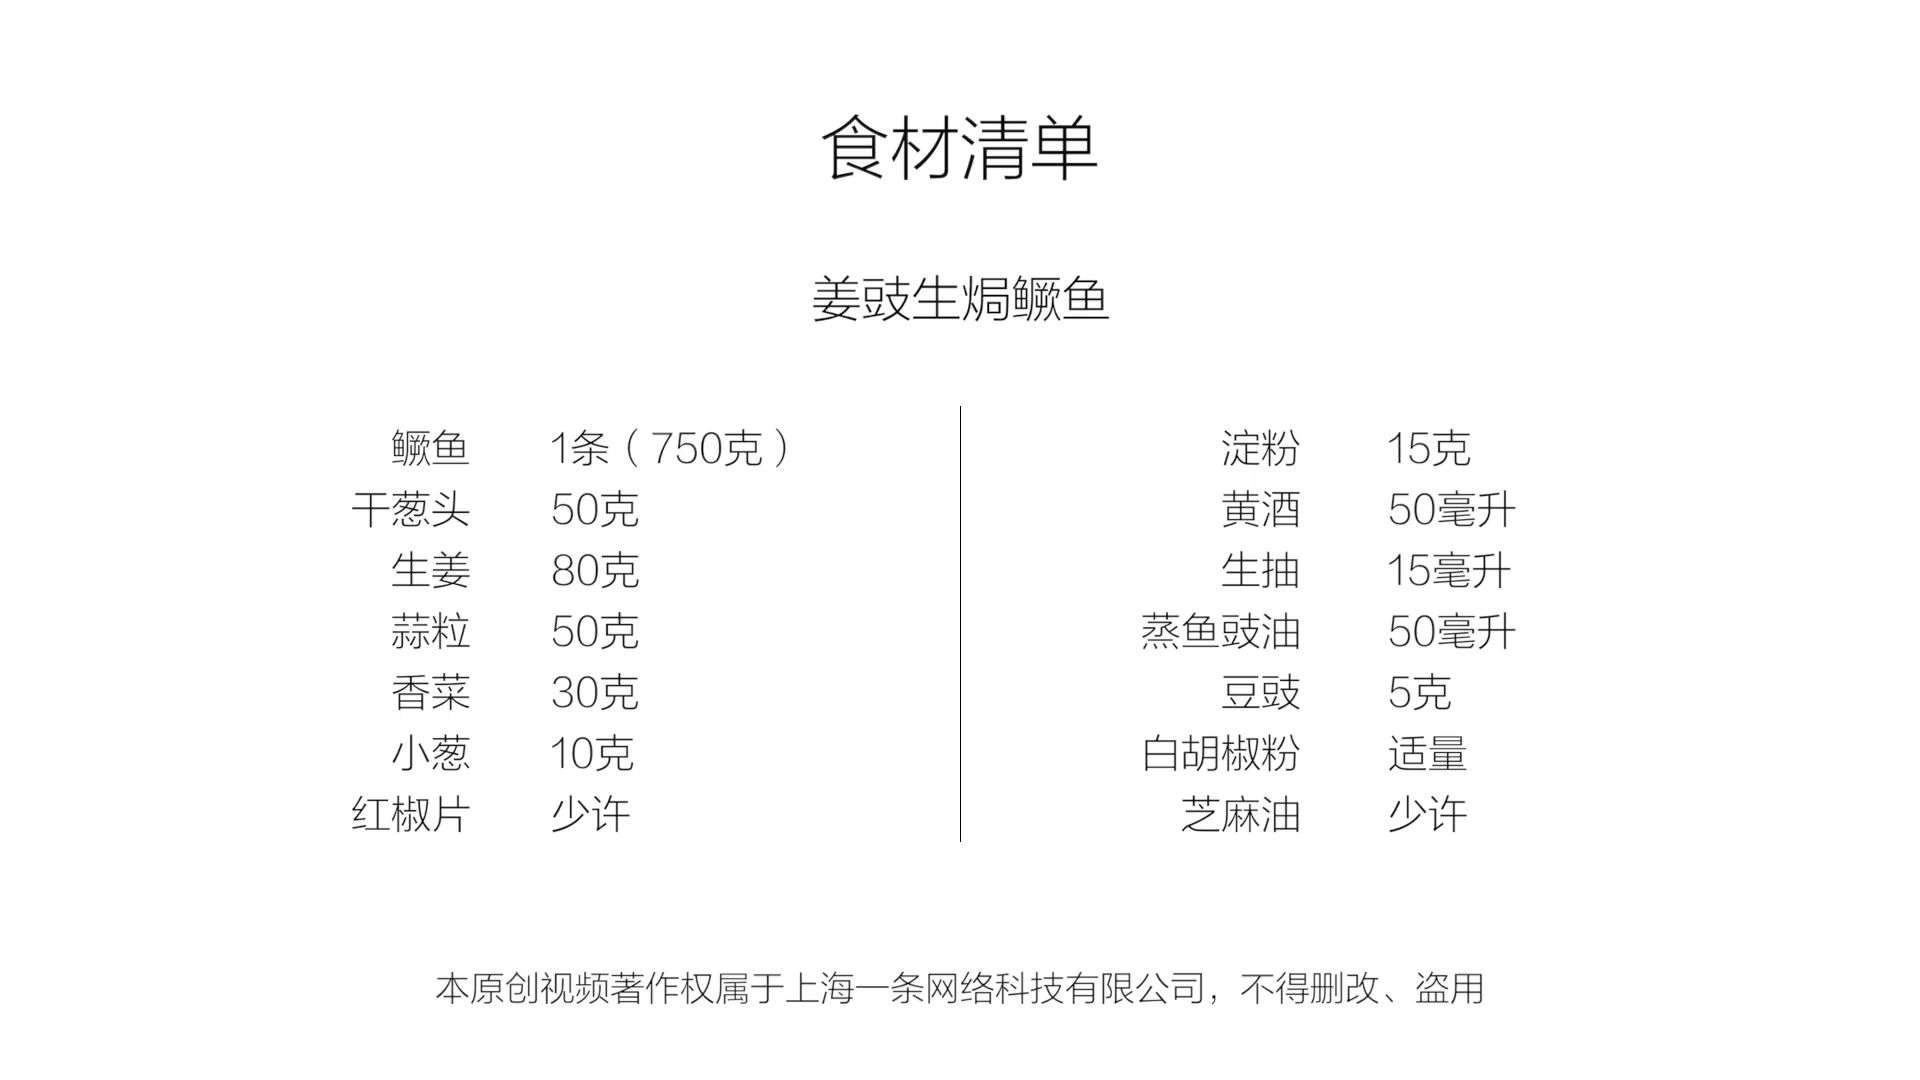 食材清单
姜豉生焗鳜鱼
鳜鱼 1条（750克）
干葱头 50克
生姜 80克
蒜粒 50克
香菜 30克
小葱 10克
红椒片 少许
淀粉 15克
黄酒 50毫升
生抽 15毫升
蒸鱼豉油 50毫升
豆豉 5克
白胡椒粉 适量
芝麻油 少许
本原创视频著作权属于上海一条网络科技有限公司，不得删改、盗用